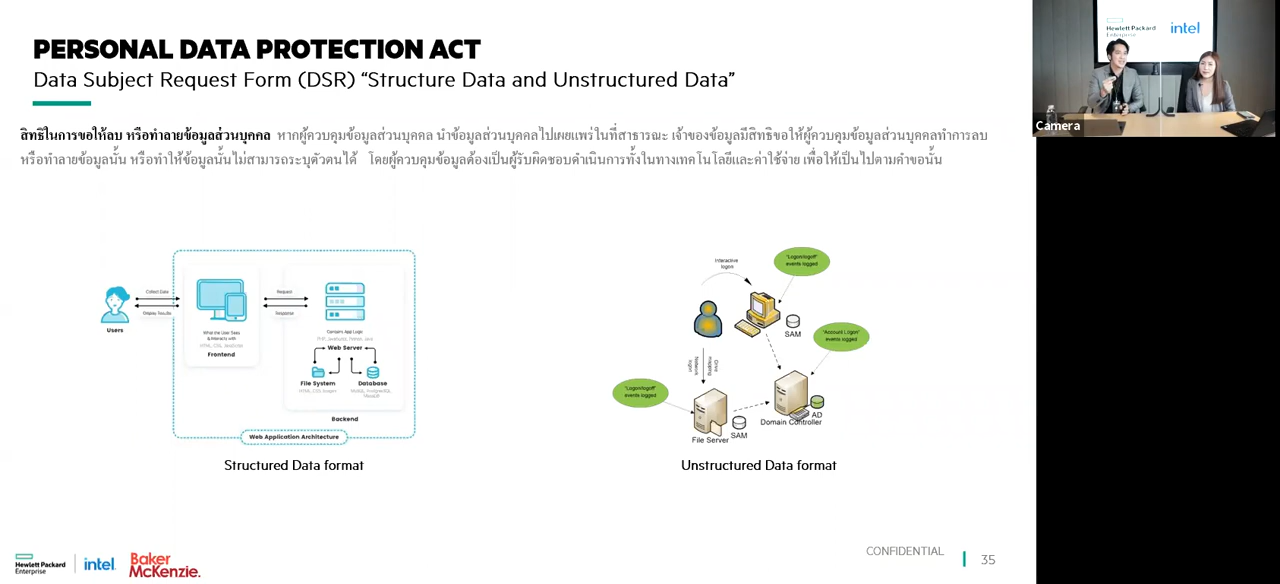 PERSONAL DATA PROTECTION ACT
Data Subject Request Form (DSR) “Structure Data and Unstructured Data”
สิทธิในการขอให้ลบ หรือทำลายข้อมูลส่วนบุคคล หากผู้ควบคุมข้อมูลส่วนบุคคล นำข้อมูลส่วนบุคคลไปเผยแพร่ในที่สาธารณะ เจ้าของข้อมูลมีสิทธิขอให้ผู้ควบคุมข้อมูลส่วนบุคคลทำการลบ
หรือทำลายข้อมูลนั้น หรือทำให้ข้อมูลนั้นไม่สามารถระบุตัวตนได้ โดยผู้ควบคุมข้อมูลต้องเป็นผู้รับผิดชอบดำเนินการทั้งในทางเทคโนโลยีและค่าใช้จ่าย เพื่อให้เป็นไปตามคำขอนั้น
Users
Collect Data
Display Results
What the User Sees
& Interacts with
HTML, CSS, JavaScript
Frontend
Request
Response
Contains App Logic
PHP, JavaScript, Python, Java
Web Server
File System
HTML, CSS, Images
Database
MySQL, PostgreSQL,
MongoDB
Backend
Web Application Architecture
Structured Data format
Interactive
logon
"Logon/logoff"
events logged
SAM
"Account Logon"
events logged
Network
logon
Drive
mapping
"Logon/logoff"
events logged
File Server
SAM
AD
Domain Controller
Unstructured Data format
Hewlett Packard
Enterprise
intel
Baker
McKenzie.
CONFIDENTIAL
35
Hewlett Packard
Enterprise
intel
Camera